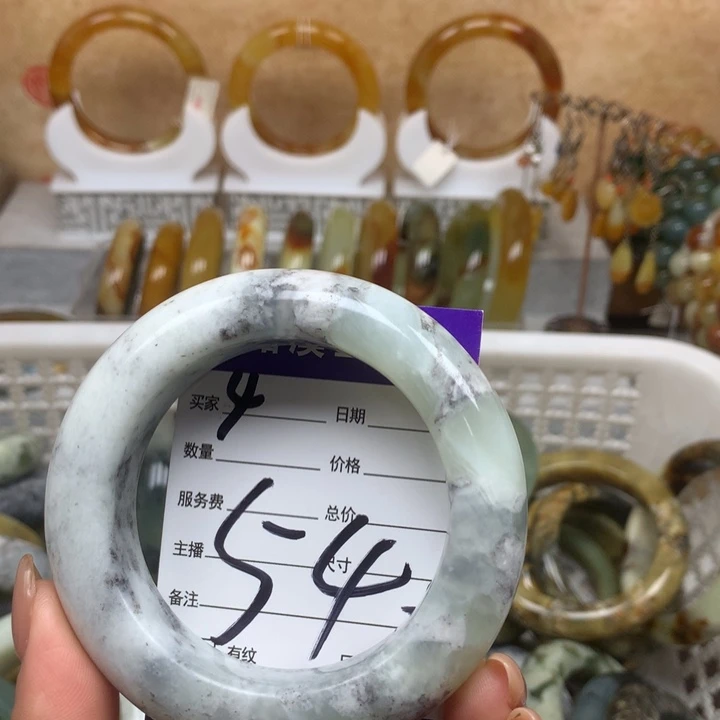 买家 4 日期
数量 价格
服务费 总价
主播 54 尺寸
备注
有纹